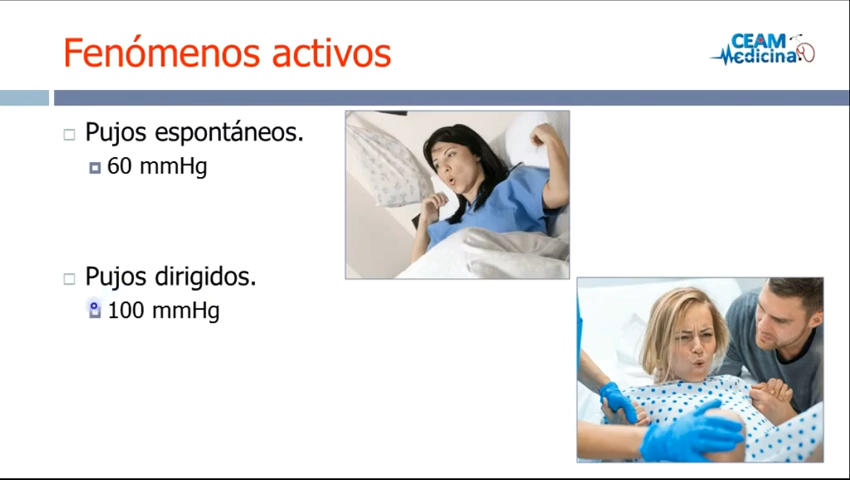 Fenómenos activos
CEAM
Medicina
Pujos espontáneos.
60 mmHg
Pujos dirigidos.
100 mmHg